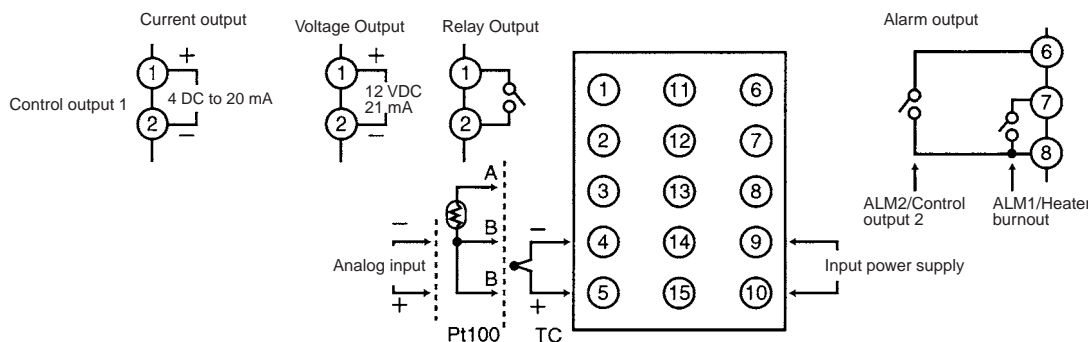 Current output
Voltage Output
Relay Output
Alarm output
Control output 1
1
+
4 DC to 20 mA
2
−
1
+
12 VDC
21 mA
2
−
1
2
1 11 6
2 12 7
3 13 8
4 14 9
5 15 10
6
7
8
ALM2/Control
output 2
ALM1/Heater
burnout
A
B
B
−
Analog input
+
−
+
Pt100
TC
Input power supply